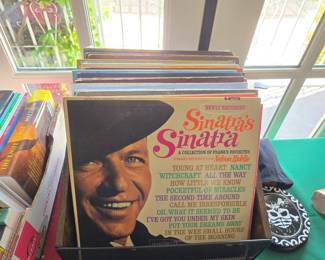 NEWLY RECORDED
Sinatra's
Sinatra
A COLLECTION OF FRANK'S FAVORITES
Nelson Riddle
YOUNG AT HEART NANCY
WITCHCRAFT ALL THE WAY
HOW LITTLE WE KNOW
POCKETFUL OF MIRACLES
THE SECOND TIME AROUND
CALL ME IRRESPONSIBLE
OH, WHAT IT SEEMED TO BE
I'VE GOT YOU UNDER MY SKIN
PUT YOUR DREAMS AWAY
IN THE WEE SMALL HOURS
OF THE MORNING